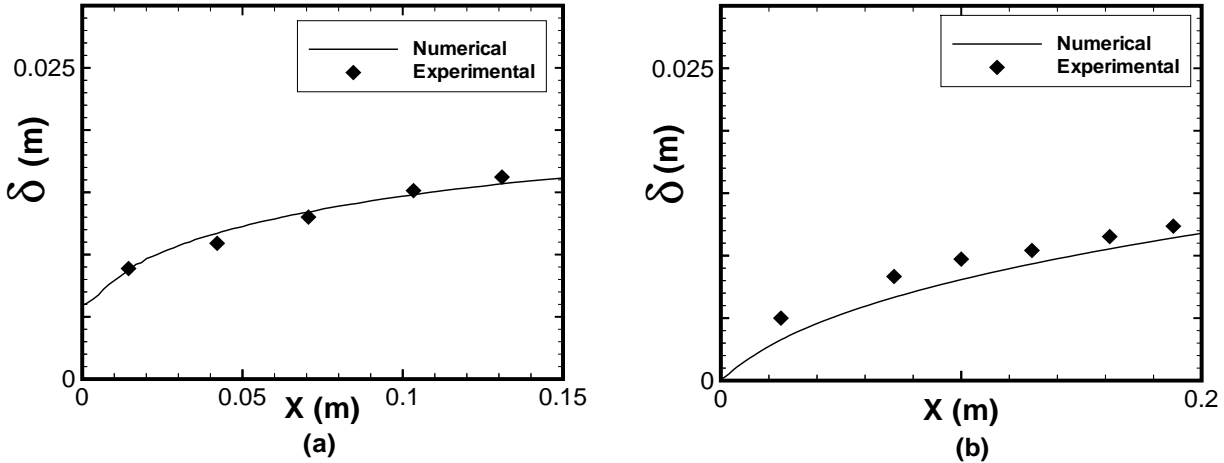 Numerical
Experimental
0.025
0
δ (m)
0
0.05
0.1
0.15
X (m)
(a)
Numerical
Experimental
0.025
0
δ (m)
0
0.2
X (m)
(b)